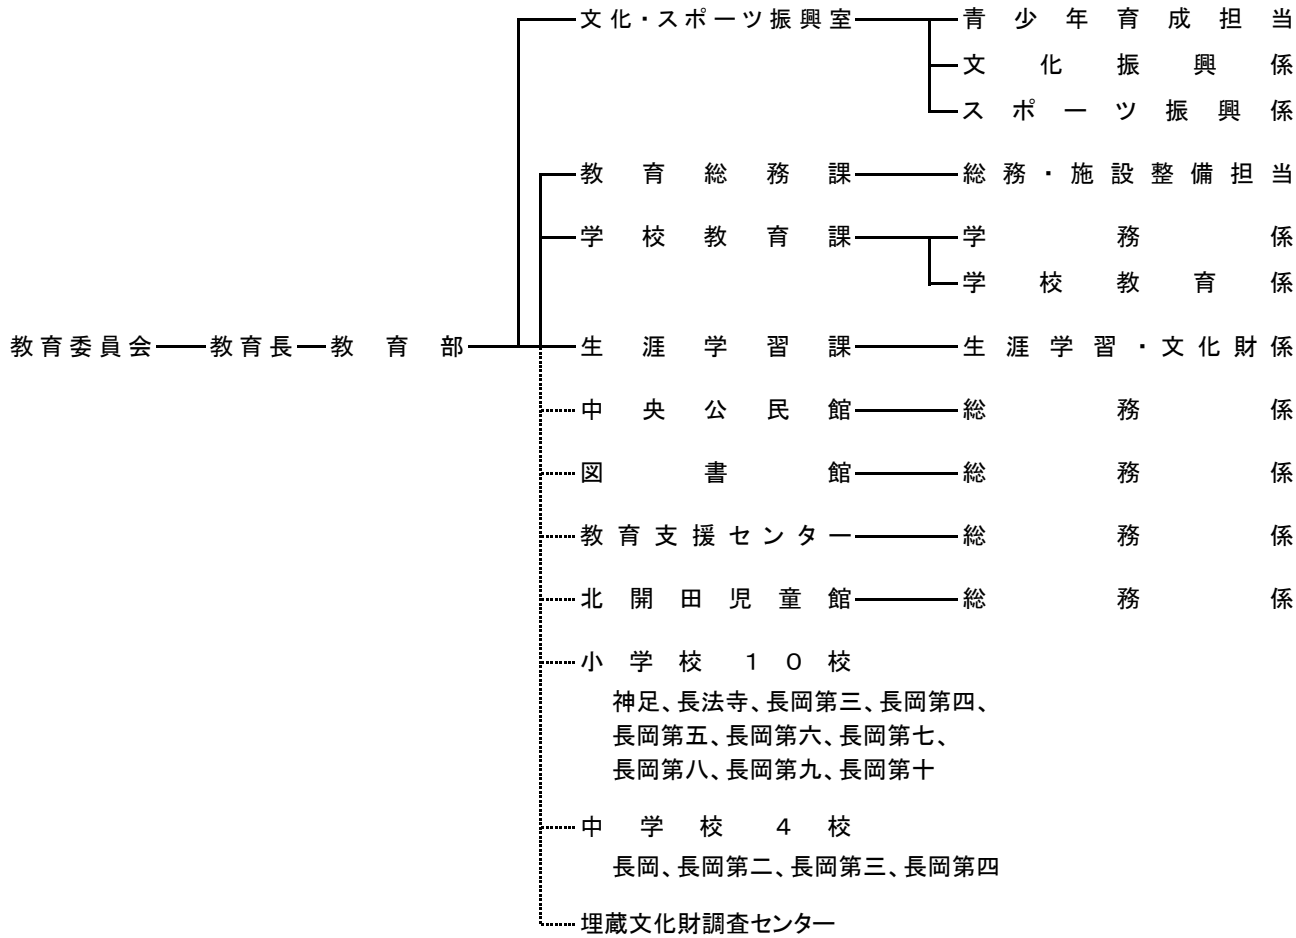 文化・スポーツ振興室 青少年育成担当
文化振興係
スポーツ振興係
教育総務課 総務・施設整備担当
学校教育課 学務係
学校教育係
教育委員会 教育長 教育部 生涯学習課 生涯学習・文化財係
中央公民館 総務係
図書館 総務係
教育支援センター 総務係
北開田児童館 総務係
小学校10校
神足、長法寺、長岡第三、長岡第四、
長岡第五、長岡第六、長岡第七、
長岡第八、長岡第九、長岡第十
中学校4校
長岡、長岡第二、長岡第三、長岡第四
埋蔵文化財調査センター